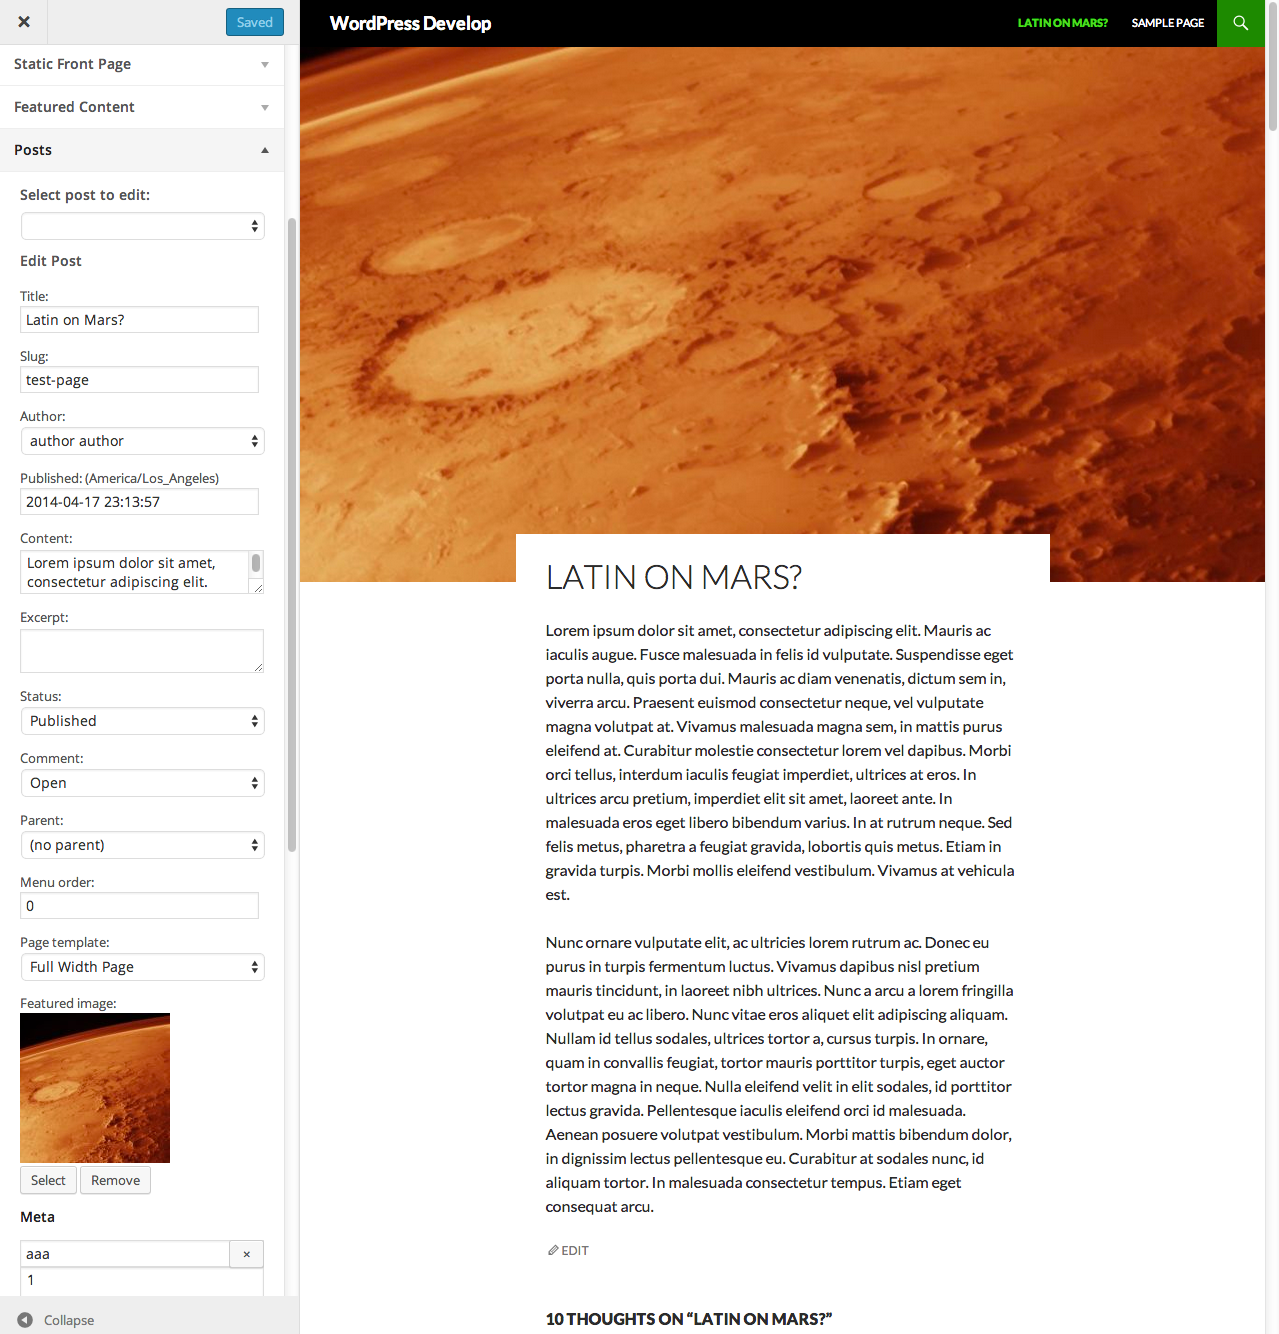 Saved
Static Front Page
Featured Content
Posts
Select post to edit:
Edit Post
Title:
Latin on Mars?
Slug:
test-page
Author:
author author
Published: (America/Los_Angeles)
2014-04-17 23:13:57
Content:
Lorem ipsum dolor sit amet,
consectetur adipiscing elit.
Excerpt:
Status:
Published
Comment:
Open
Parent:
(no parent)
Menu order:
0
Page template:
Full Width Page
Featured image:
Select Remove
Meta
aaa
1
Collapse
WordPress Develop
LATIN ON MARS? SAMPLE PAGE
LATIN ON MARS?
Lorem ipsum dolor sit amet, consectetur adipiscing elit. Mauris ac
iaculis augue. Fusce malesuada in felis id vulputate. Suspendisse eget
porta nulla, quis porta dui. Mauris ac diam venenatis, dictum sem in,
viverra arcu. Praesent euismod consectetur neque, vel vulputate
magna volutpat at. Vivamus malesuada magna sem, in mattis purus
eleifend at. Curabitur molestie consectetur lorem vel dapibus. Morbi
orci tellus, interdum iaculis feugiat imperdiet, ultrices at eros. In
ultrices arcu pretium, imperdiet elit sit amet, laoreet ante. In
malesuada eros eget libero bibendum varius. In at rutrum neque. Sed
felis metus, pharetra a feugiat gravida, lobortis quis metus. Etiam in
gravida turpis. Morbi mollis eleifend vestibulum. Vivamus at vehicula
est.
Nunc ornare vulputate elit, ac ultricies lorem rutrum ac. Donec eu
purus in turpis fermentum luctus. Vivamus dapibus nisl pretium
mauris tincidunt, in laoreet nibh ultrices. Nunc a arcu a lorem fringilla
volutpat eu ac libero. Nunc vitae eros aliquet elit adipiscing aliquam.
Nullam id tellus sodales, ultrices tortor a, cursus turpis. In ornare,
quam in convallis feugiat, tortor mauris porttitor turpis, eget auctor
tortor magna in neque. Nulla eleifend velit in elit sodales, id porttitor
lectus gravida. Pellentesque iaculis eleifend orci id malesuada.
Aenean posuere volutpat vestibulum. Morbi mattis bibendum dolor,
in dignissim lectus pellentesque eu. Curabitur at sodales nunc, id
aliquam tortor. In malesuada consectetur tempus. Etiam eget
consequat arcu.
EDIT
10 THOUGHTS ON “LATIN ON MARS?”